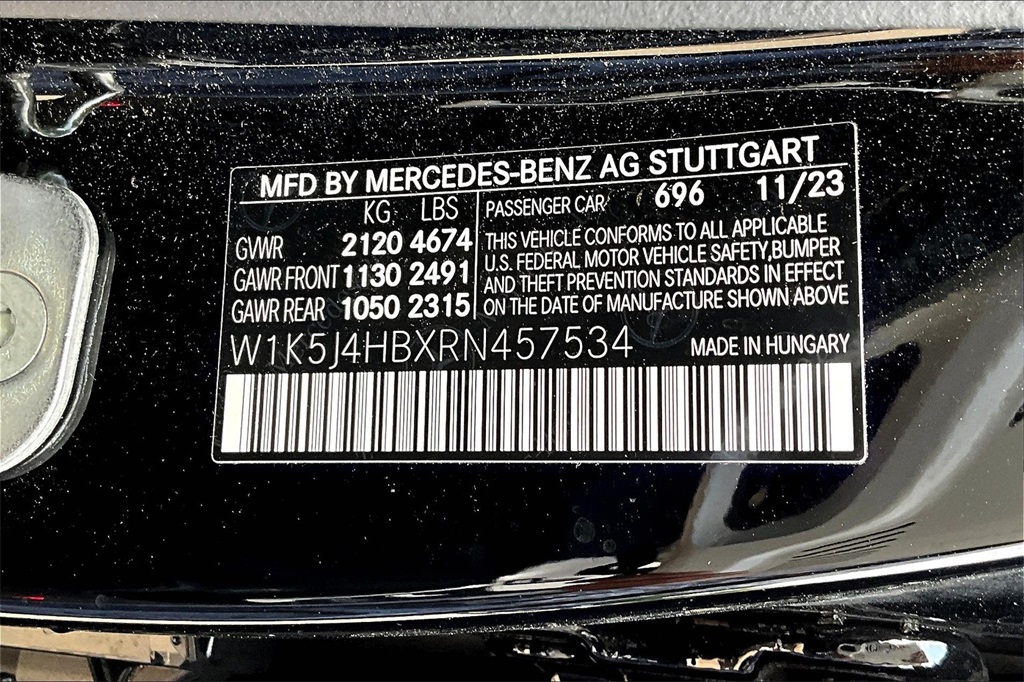 MFD BY MERCEDES-BENZ AG STUTTGART
KG LBS
GVWR 2120 4674
GAWR FRONT 1130 2491
GAWR REAR 1050 2315
PASSENGER CAR 696 11/23
THIS VEHICLE CONFORMS TO ALL APPLICABLE
U.S. FEDERAL MOTOR VEHICLE SAFETY,BUMPER
AND THEFT PREVENTION STANDARDS IN EFFECT
ON THE DATE OF MANUFACTURE SHOWN ABOVE
W1K5J4HBXRN457534 MADE IN HUNGARY